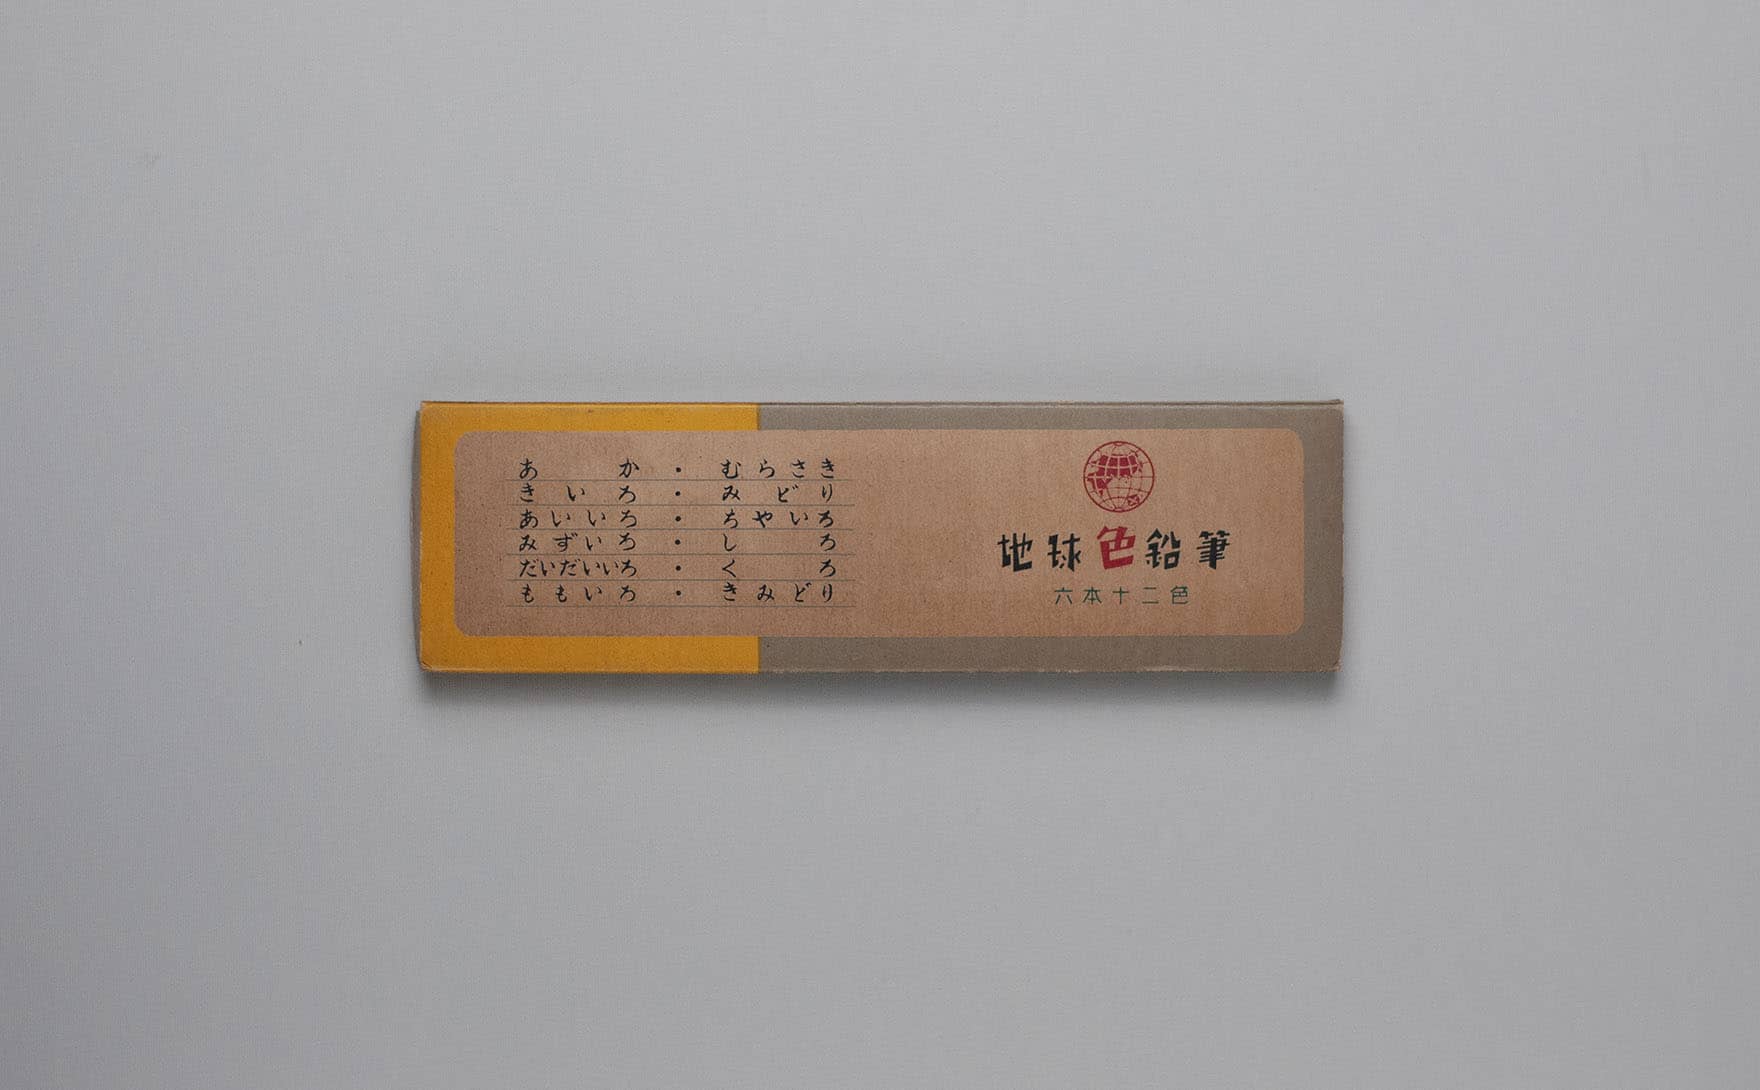 あか・むらさき
きいろ・みどり
あいいろ・ちやいろ
みずいろ・しろ
だいだいいろ・くろ
ももいろ・きみどり
地球色鉛筆
六本十二色